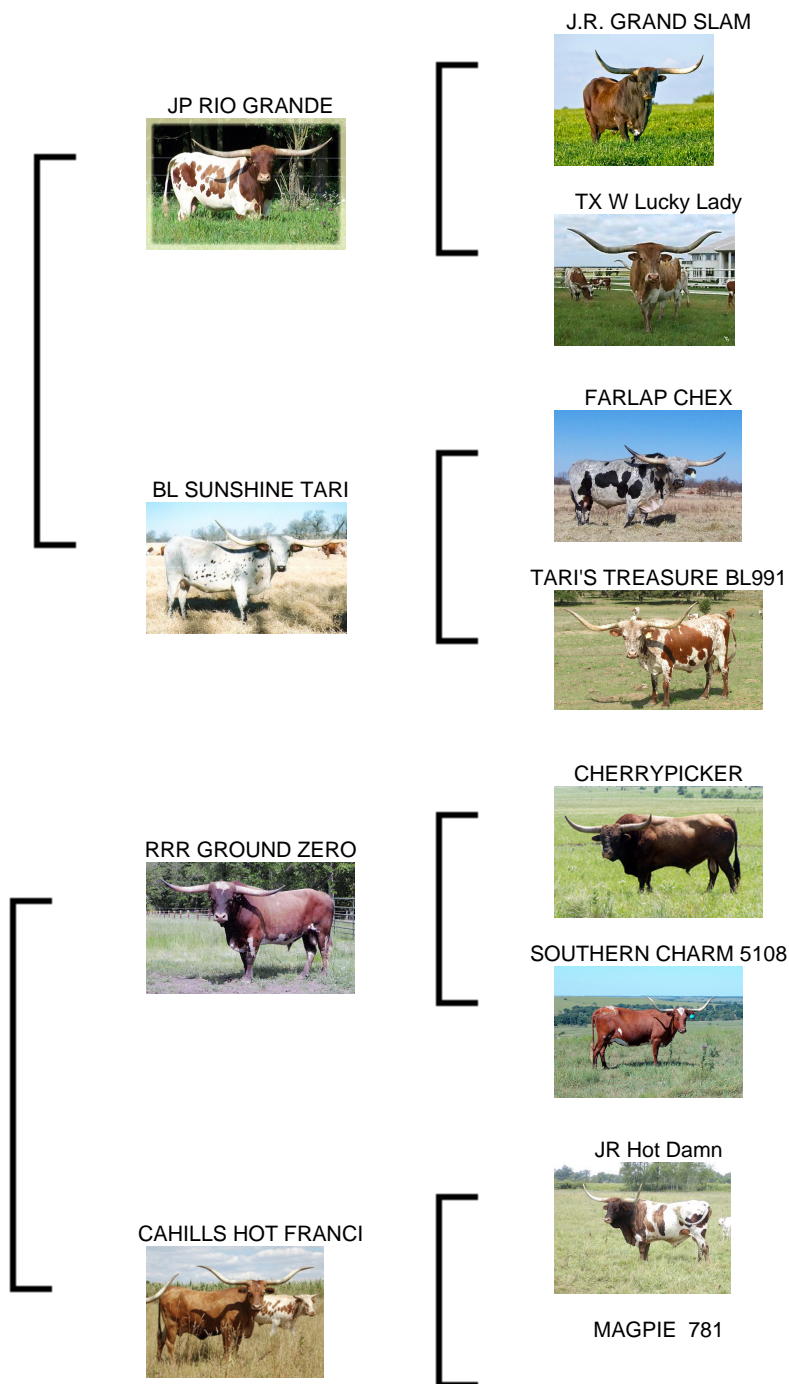 J.R. GRAND SLAM
JP RIO GRANDE
TX W Lucky Lady
FARLAP CHEX
BL SUNSHINE TARI
TARI'S TREASURE BL991
CHERRYPICKER
RRR GROUND ZERO
SOUTHERN CHARM 5108
JR Hot Damn
CAHILLS HOT FRANCI
MAGPIE  781